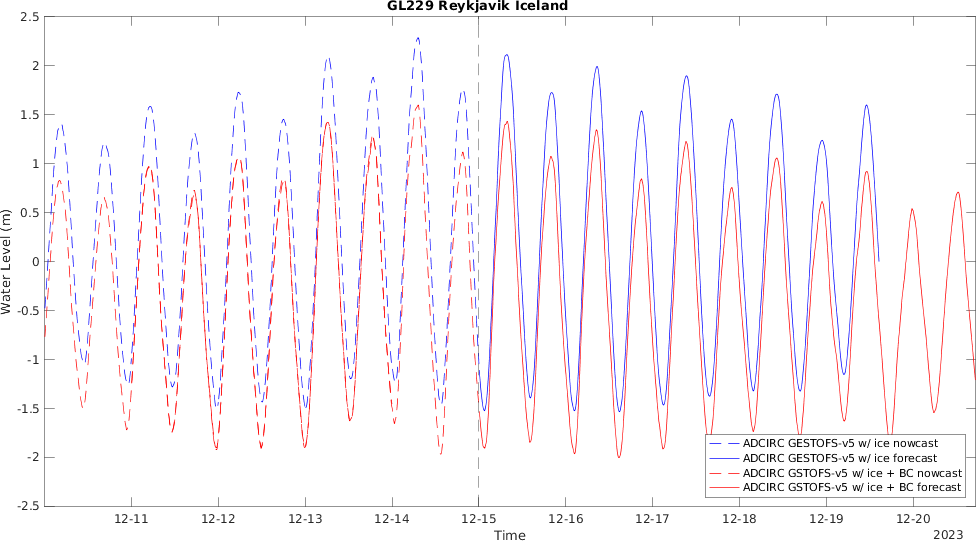 GL229 Reykjavik Iceland
2.5
2
1.5
1
0.5
0
-0.5
-1
-1.5
-2
-2.5
Water Level (m)
ADCIRC GESTOFS-v5 w/ ice nowcast
ADCIRC GESTOFS-v5 w/ ice forecast
ADCIRC GSTOFS-v5 w/ ice + BC nowcast
ADCIRC GSTOFS-v5 w/ ice + BC forecast
12-11 12-12 12-13 12-14 12-15 12-16 12-17 12-18 12-19 12-20
Time
2023